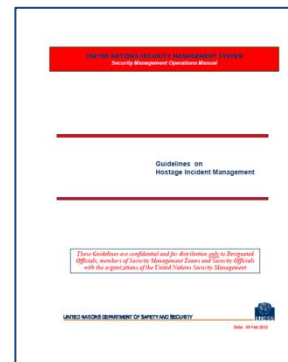 UNITED NATIONS SECURITY MANAGEMENT SYSTEM
Security Management Operations Manual
Guidelines on
Hostage Incident Management
These Guidelines are confidential and for distribution only to Designated
Officials, members of Security Management Teams and Security Officials
with the organizations of the United Nations Security Management
UNITED NATIONS DEPARTMENT OF SAFETY AND SECURITY
UNDSS